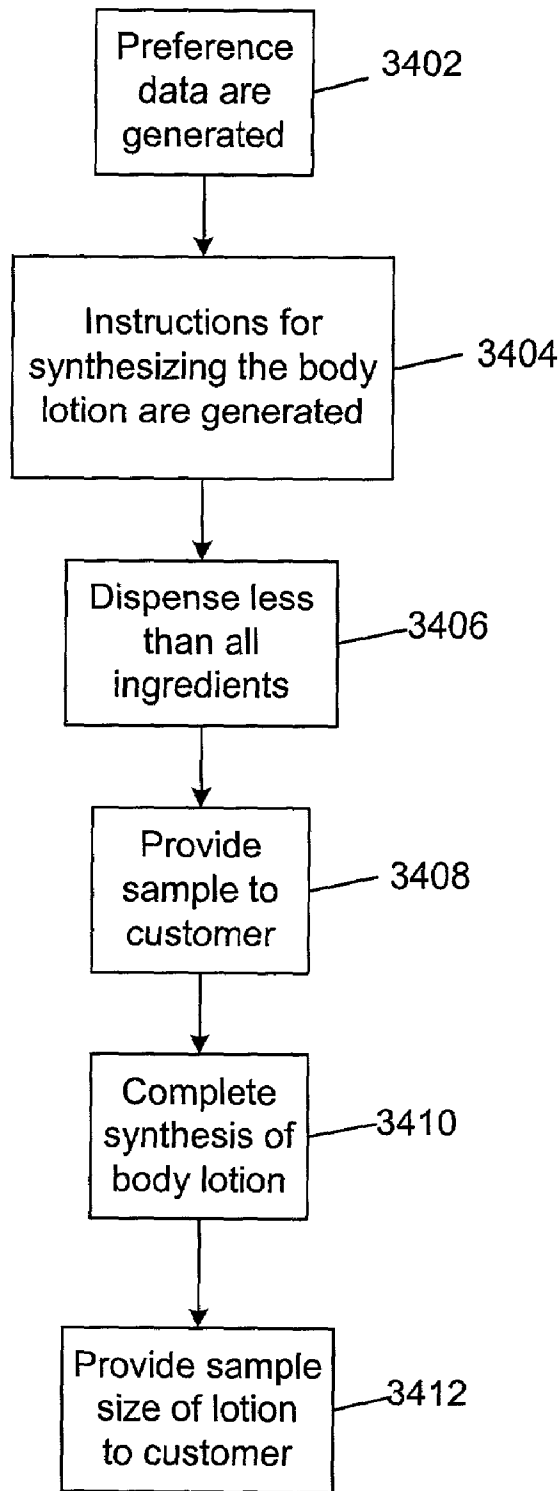 Preference
data are
generated
3402
Instructions for
synthesizing the body
lotion are generated
3404
Dispense less
than all
ingredients
3406
Provide
sample to
customer
3408
Complete
synthesis of
body lotion
3410
Provide sample
size of lotion
to customer
3412